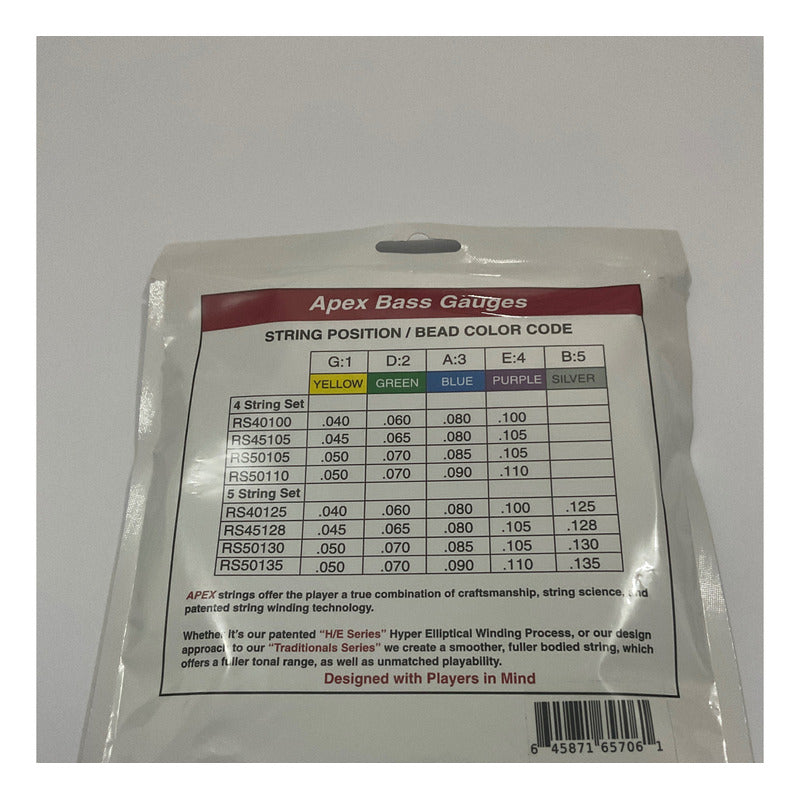 Apex Bass Gauges
STRING POSITION / BEAD COLOR CODE
G:1 D:2 A:3 E:4 B:5
YELLOW GREEN BLUE PURPLE SILVER
4 String Set
RS40100 .040 .060 .080 .100
RS45105 .045 .065 .080 .105
RS50105 .050 .070 .085 .105
RS50110 .050 .070 .090 .110
5 String Set
RS40125 .040 .060 .080 .100 .125
RS45128 .045 .065 .080 .105 .128
RS50130 .050 .070 .085 .105 .130
RS50135 .050 .070 .090 .110 .135
APEX strings offer the player a true combination of craftsmanship, string science, and
patented string winding technology.
Whether it's our patented "H/E Series" Hyper Elliptical Winding Process, or our design
approach to our "Traditionals Series" we create a smoother, fuller bodied string, which
offers a fuller tonal range, as well as unmatched playability.
Designed with Players in Mind
6 45871 65706 1